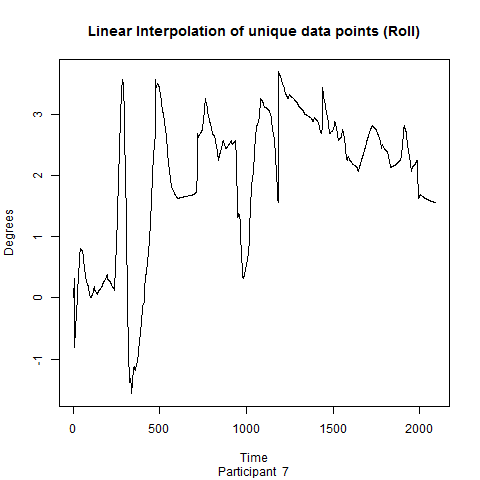 Linear Interpolation of unique data points (Roll)
Degrees
3
2
1
0
-1
0 500 1000 1500 2000
Time
Participant 7